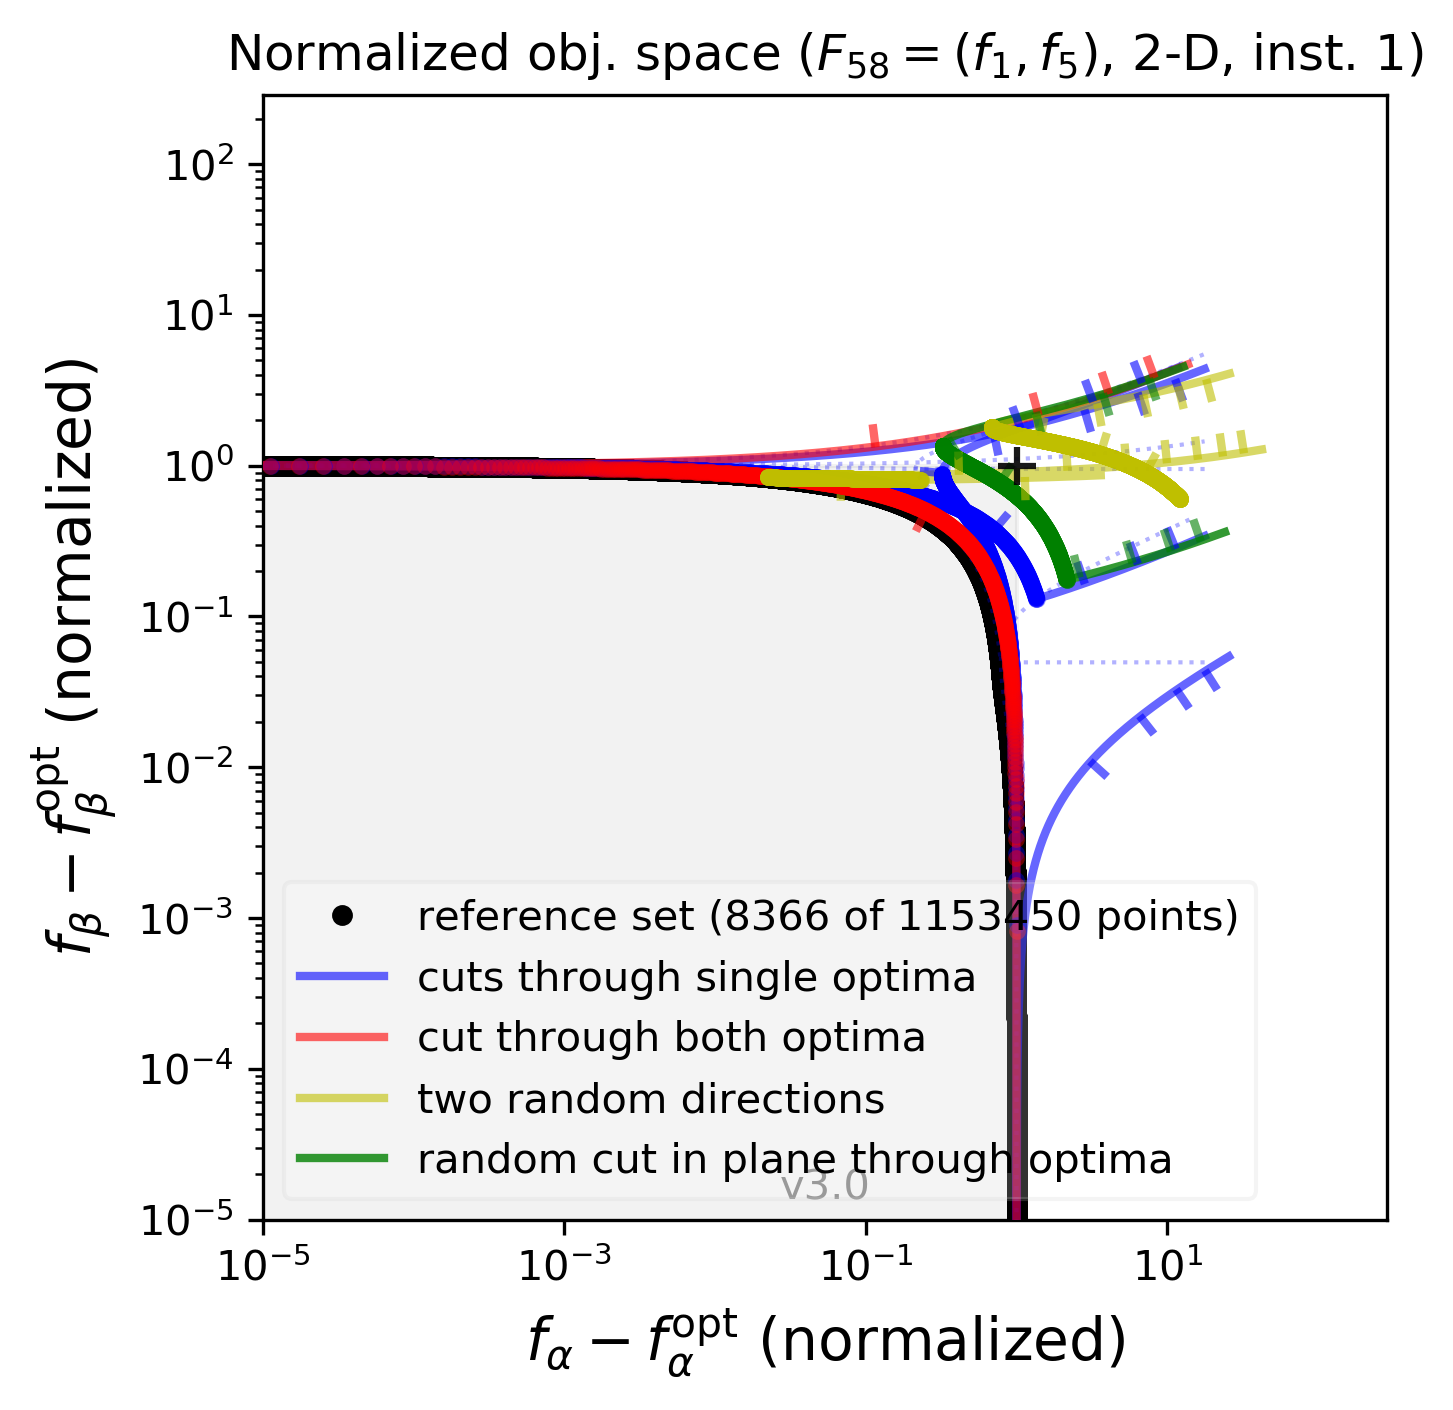 Normalized obj. space (F₅₈ = (f₁, f₅), 2-D, inst. 1)
10²
10¹
10⁰
10⁻¹
10⁻²
10⁻³
10⁻⁴
10⁻⁵
f_β − f_β^opt (normalized)
reference set (8366 of 1153450 points)
cuts through single optima
cut through both optima
two random directions
random cut in plane through optima
v3.0
10⁻⁵ 10⁻³ 10⁻¹ 10¹
f_α − f_α^opt (normalized)